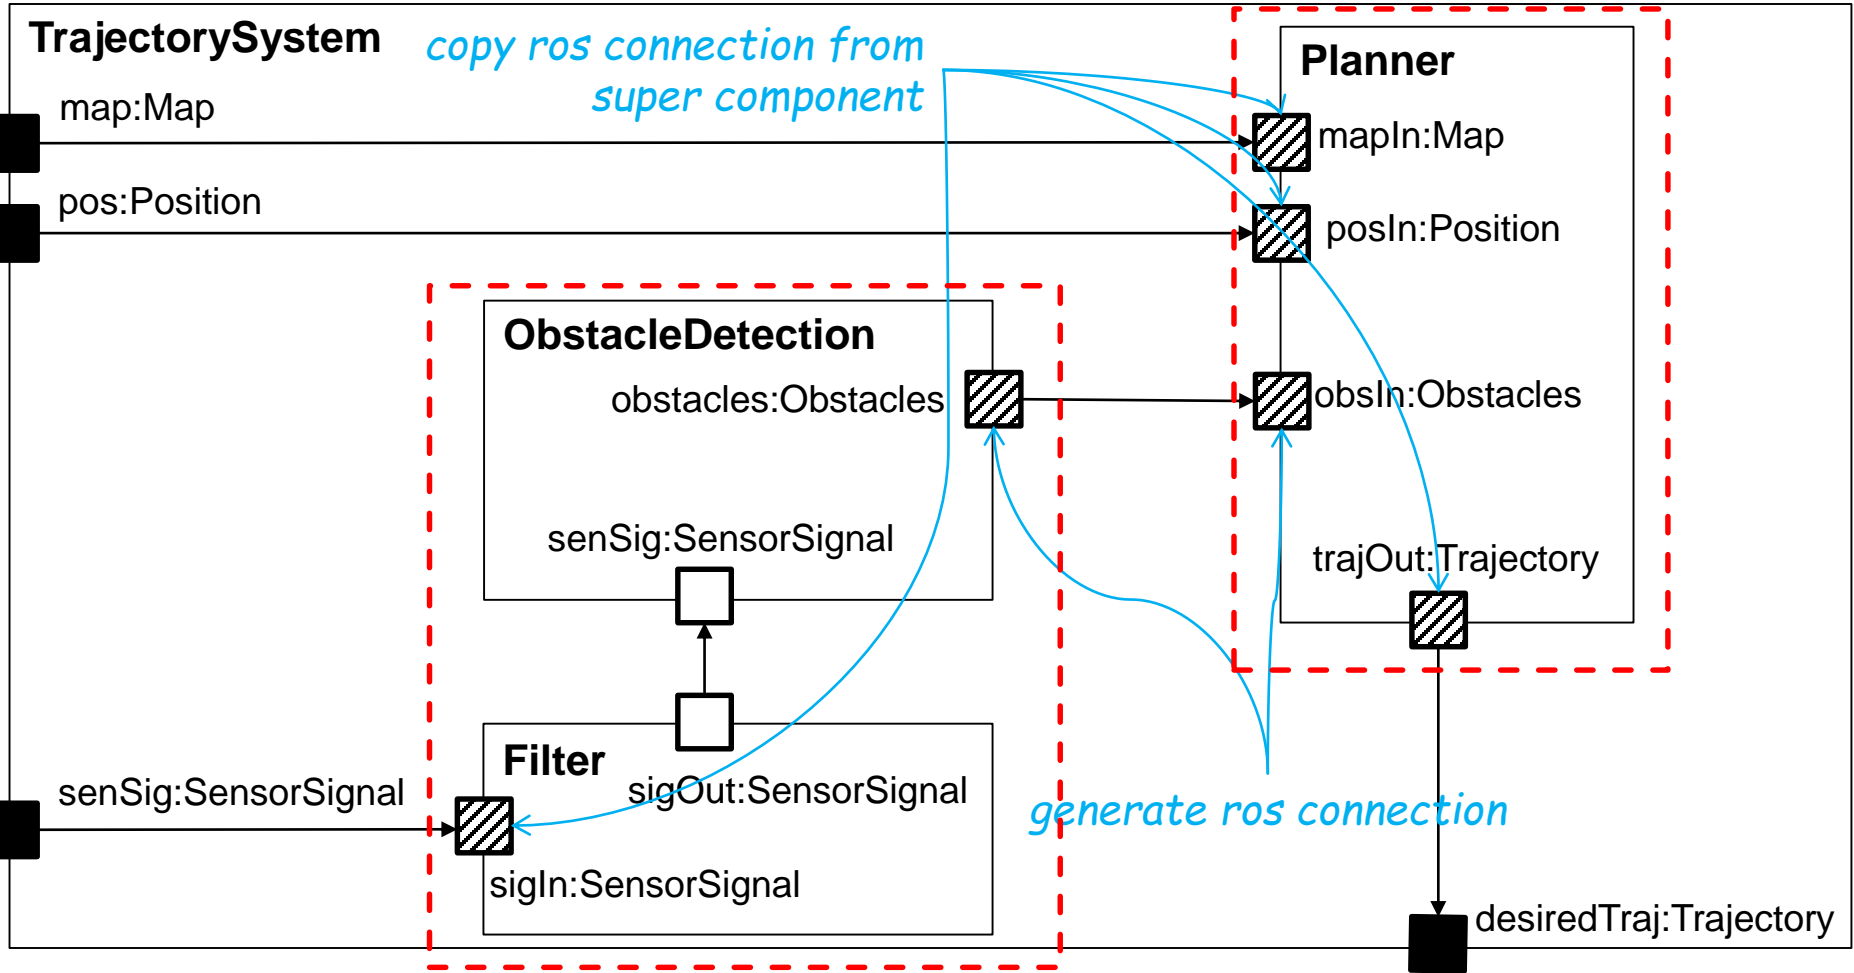 TrajectorySystem
copy ros connection from
super component
Planner
map:Map
mapIn:Map
pos:Position
posIn:Position
ObstacleDetection
obstacles:Obstacles
obsIn:Obstacles
senSig:SensorSignal
trajOut:Trajectory
Filter
senSig:SensorSignal
sigOut:SensorSignal
generate ros connection
sigIn:SensorSignal
desiredTraj:Trajectory